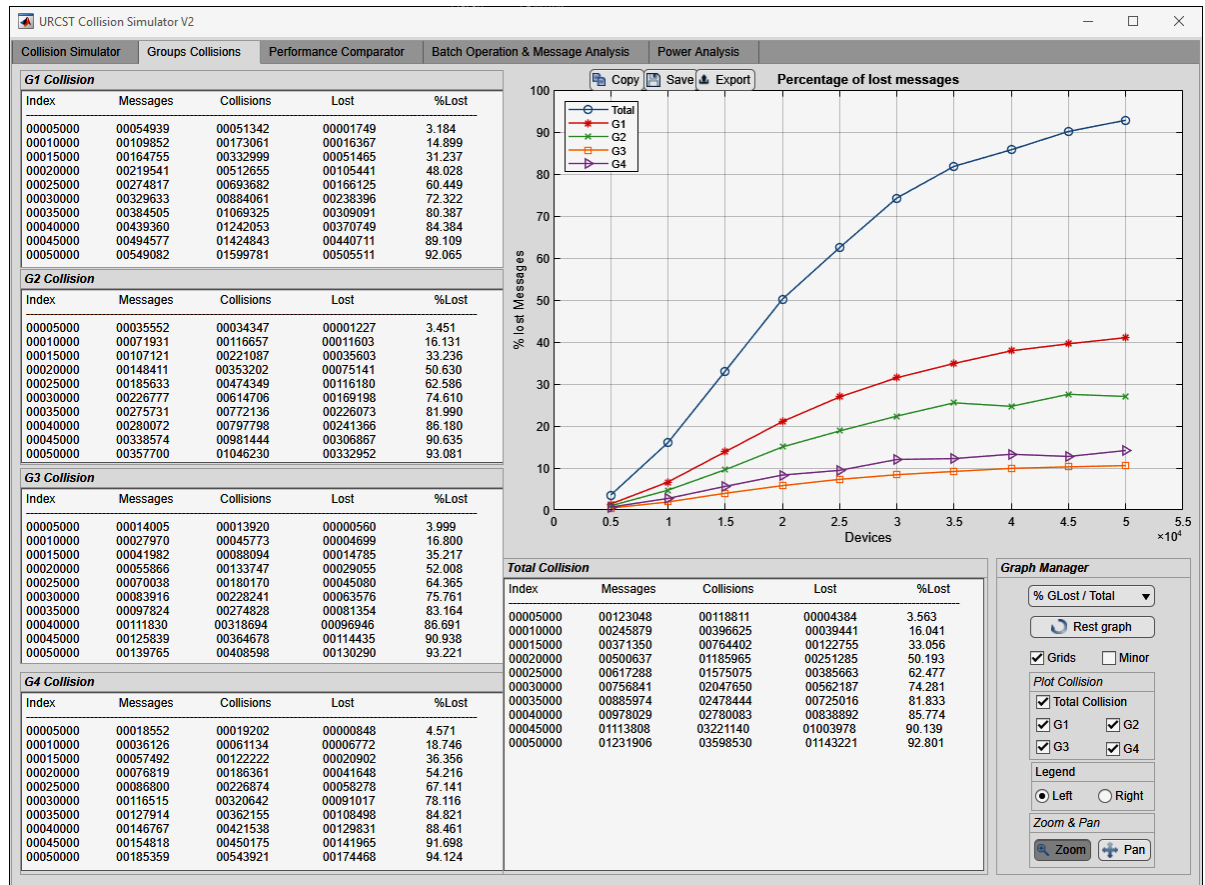 URCST Collision Simulator V2
Collision Simulator Groups Collisions Performance Comparator Batch Operation & Message Analysis Power Analysis
G1 Collision
Index Messages Collisions Lost %Lost
00005000 00054939 00051342 00001749 3.184
00010000 00109852 00173061 00016367 14.899
00015000 00164755 00332999 00051465 31.237
00020000 00219541 00512655 00105441 48.028
00025000 00274817 00693682 00166125 60.449
00030000 00329633 00884061 00238396 72.322
00035000 00384505 01069325 00309091 80.387
00040000 00439360 01242053 00370749 84.384
00045000 00494577 01424843 00440711 89.109
00050000 00549082 01599781 00505511 92.065
G2 Collision
Index Messages Collisions Lost %Lost
00005000 00035552 00034347 00001227 3.451
00010000 00071931 00116657 00011603 16.131
00015000 00107121 00221087 00035603 33.236
00020000 00148411 00353202 00075141 50.630
00025000 00185633 00474349 00116180 62.586
00030000 00226777 00614706 00169198 74.610
00035000 00275731 00772136 00226073 81.990
00040000 00280072 00797798 00241366 86.180
00045000 00338574 00981444 00306867 90.635
00050000 00357700 01046230 00332952 93.081
G3 Collision
Index Messages Collisions Lost %Lost
00005000 00014005 00013920 00000560 3.999
00010000 00027970 00045773 00004699 16.800
00015000 00041982 00088094 00014785 35.217
00020000 00055866 00133747 00029055 52.008
00025000 00070038 00180170 00045080 64.365
00030000 00083916 00228241 00063576 75.761
00035000 00097824 00274828 00081354 83.164
00040000 00111830 00318694 00096946 86.691
00045000 00125839 00364678 00114435 90.938
00050000 00139765 00408598 00130290 93.221
G4 Collision
Index Messages Collisions Lost %Lost
00005000 00018552 00019202 00000848 4.571
00010000 00036126 00061134 00006772 18.746
00015000 00057492 00122222 00020902 36.356
00020000 00076819 00186361 00041648 54.216
00025000 00086800 00226874 00058278 67.141
00030000 00116515 00320642 00091017 78.116
00035000 00127914 00362155 00108498 84.821
00040000 00146767 00421538 00129831 88.461
00045000 00154818 00450175 00141965 91.698
00050000 00185359 00543921 00174468 94.124
Copy Save Export Percentage of lost messages
Total
G1
G2
G3
G4
% lost Messages
100
90
80
70
60
50
40
30
20
10
0
0 0.5 1 1.5 2 2.5 3 3.5 4 4.5 5 5.5
Devices ×10⁴
Total Collision
Index Messages Collisions Lost %Lost
00005000 00123048 00118811 00004384 3.563
00010000 00245879 00396625 00039441 16.041
00015000 00371350 00764402 00122755 33.056
00020000 00500637 01185965 00251285 50.193
00025000 00617288 01575075 00385663 62.477
00030000 00756841 02047650 00562187 74.281
00035000 00885974 02478444 00725016 81.833
00040000 00978029 02780083 00838892 85.774
00045000 01113808 03221140 01003978 90.139
00050000 01231906 03598530 01143221 92.801
Graph Manager
% GLost / Total
Rest graph
Grids Minor
Plot Collision
Total Collision
G1 G2
G3 G4
Legend
Left Right
Zoom & Pan
Zoom Pan